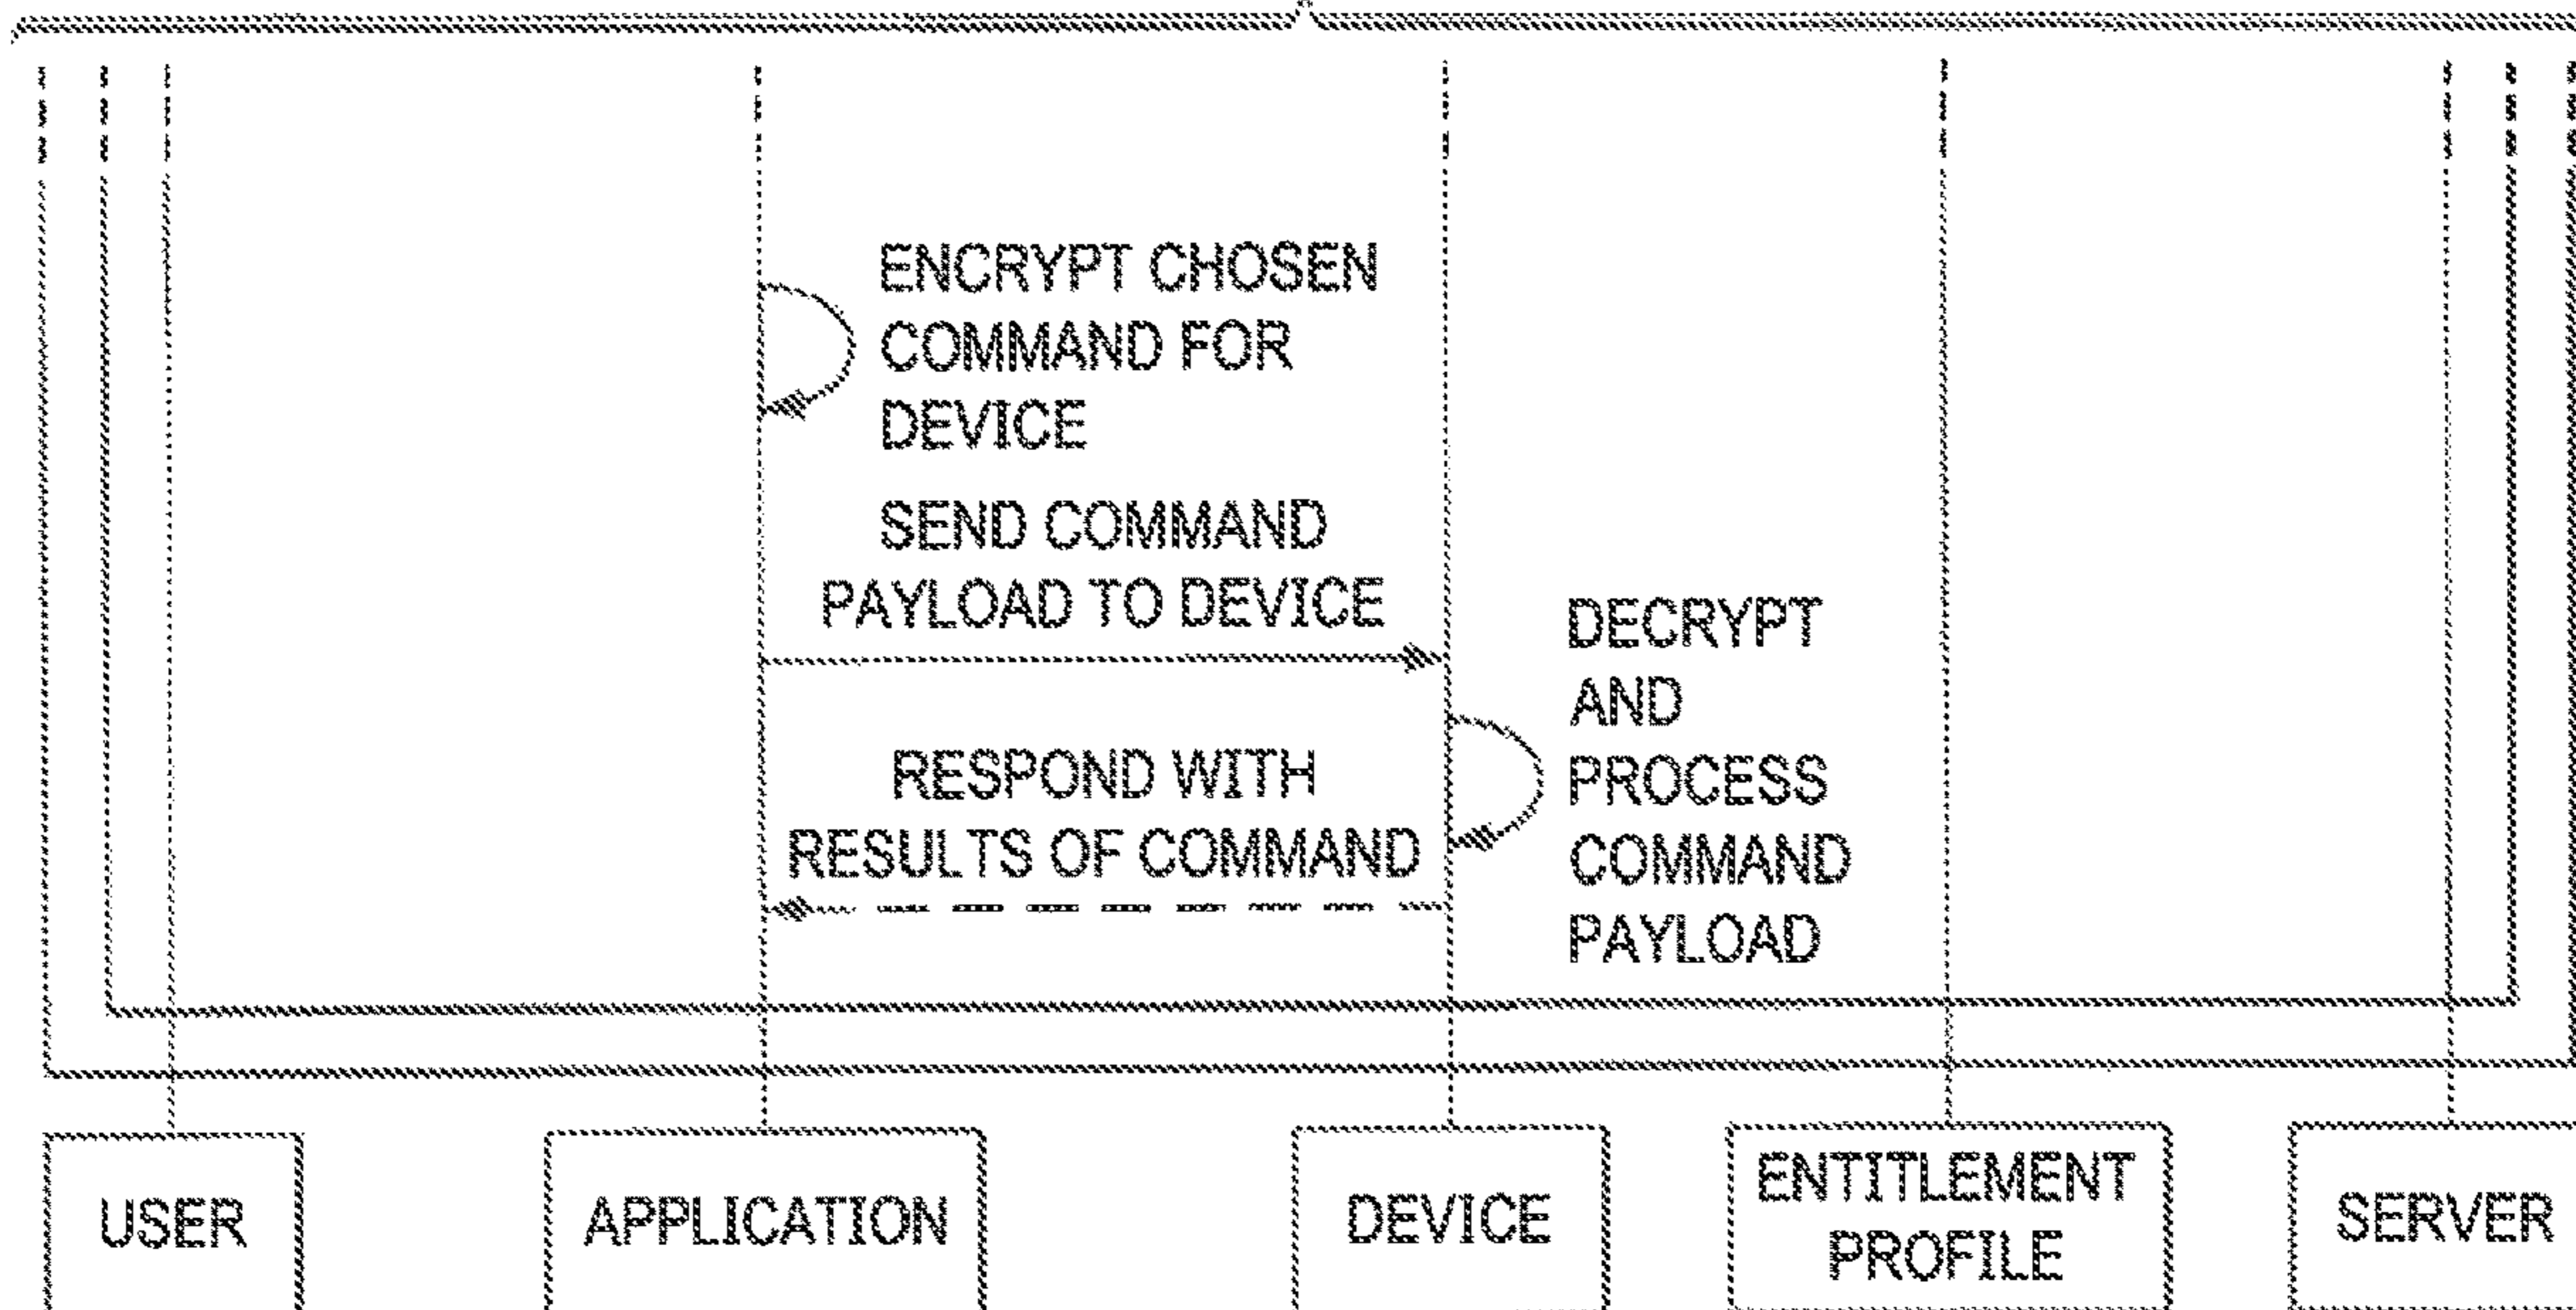 ENCRYPT CHOSEN
COMMAND FOR
DEVICE
SEND COMMAND
PAYLOAD TO DEVICE
DECRYPT
AND
PROCESS
COMMAND
PAYLOAD
RESPOND WITH
RESULTS OF COMMAND
USER
APPLICATION
DEVICE
ENTITLEMENT
PROFILE
SERVER